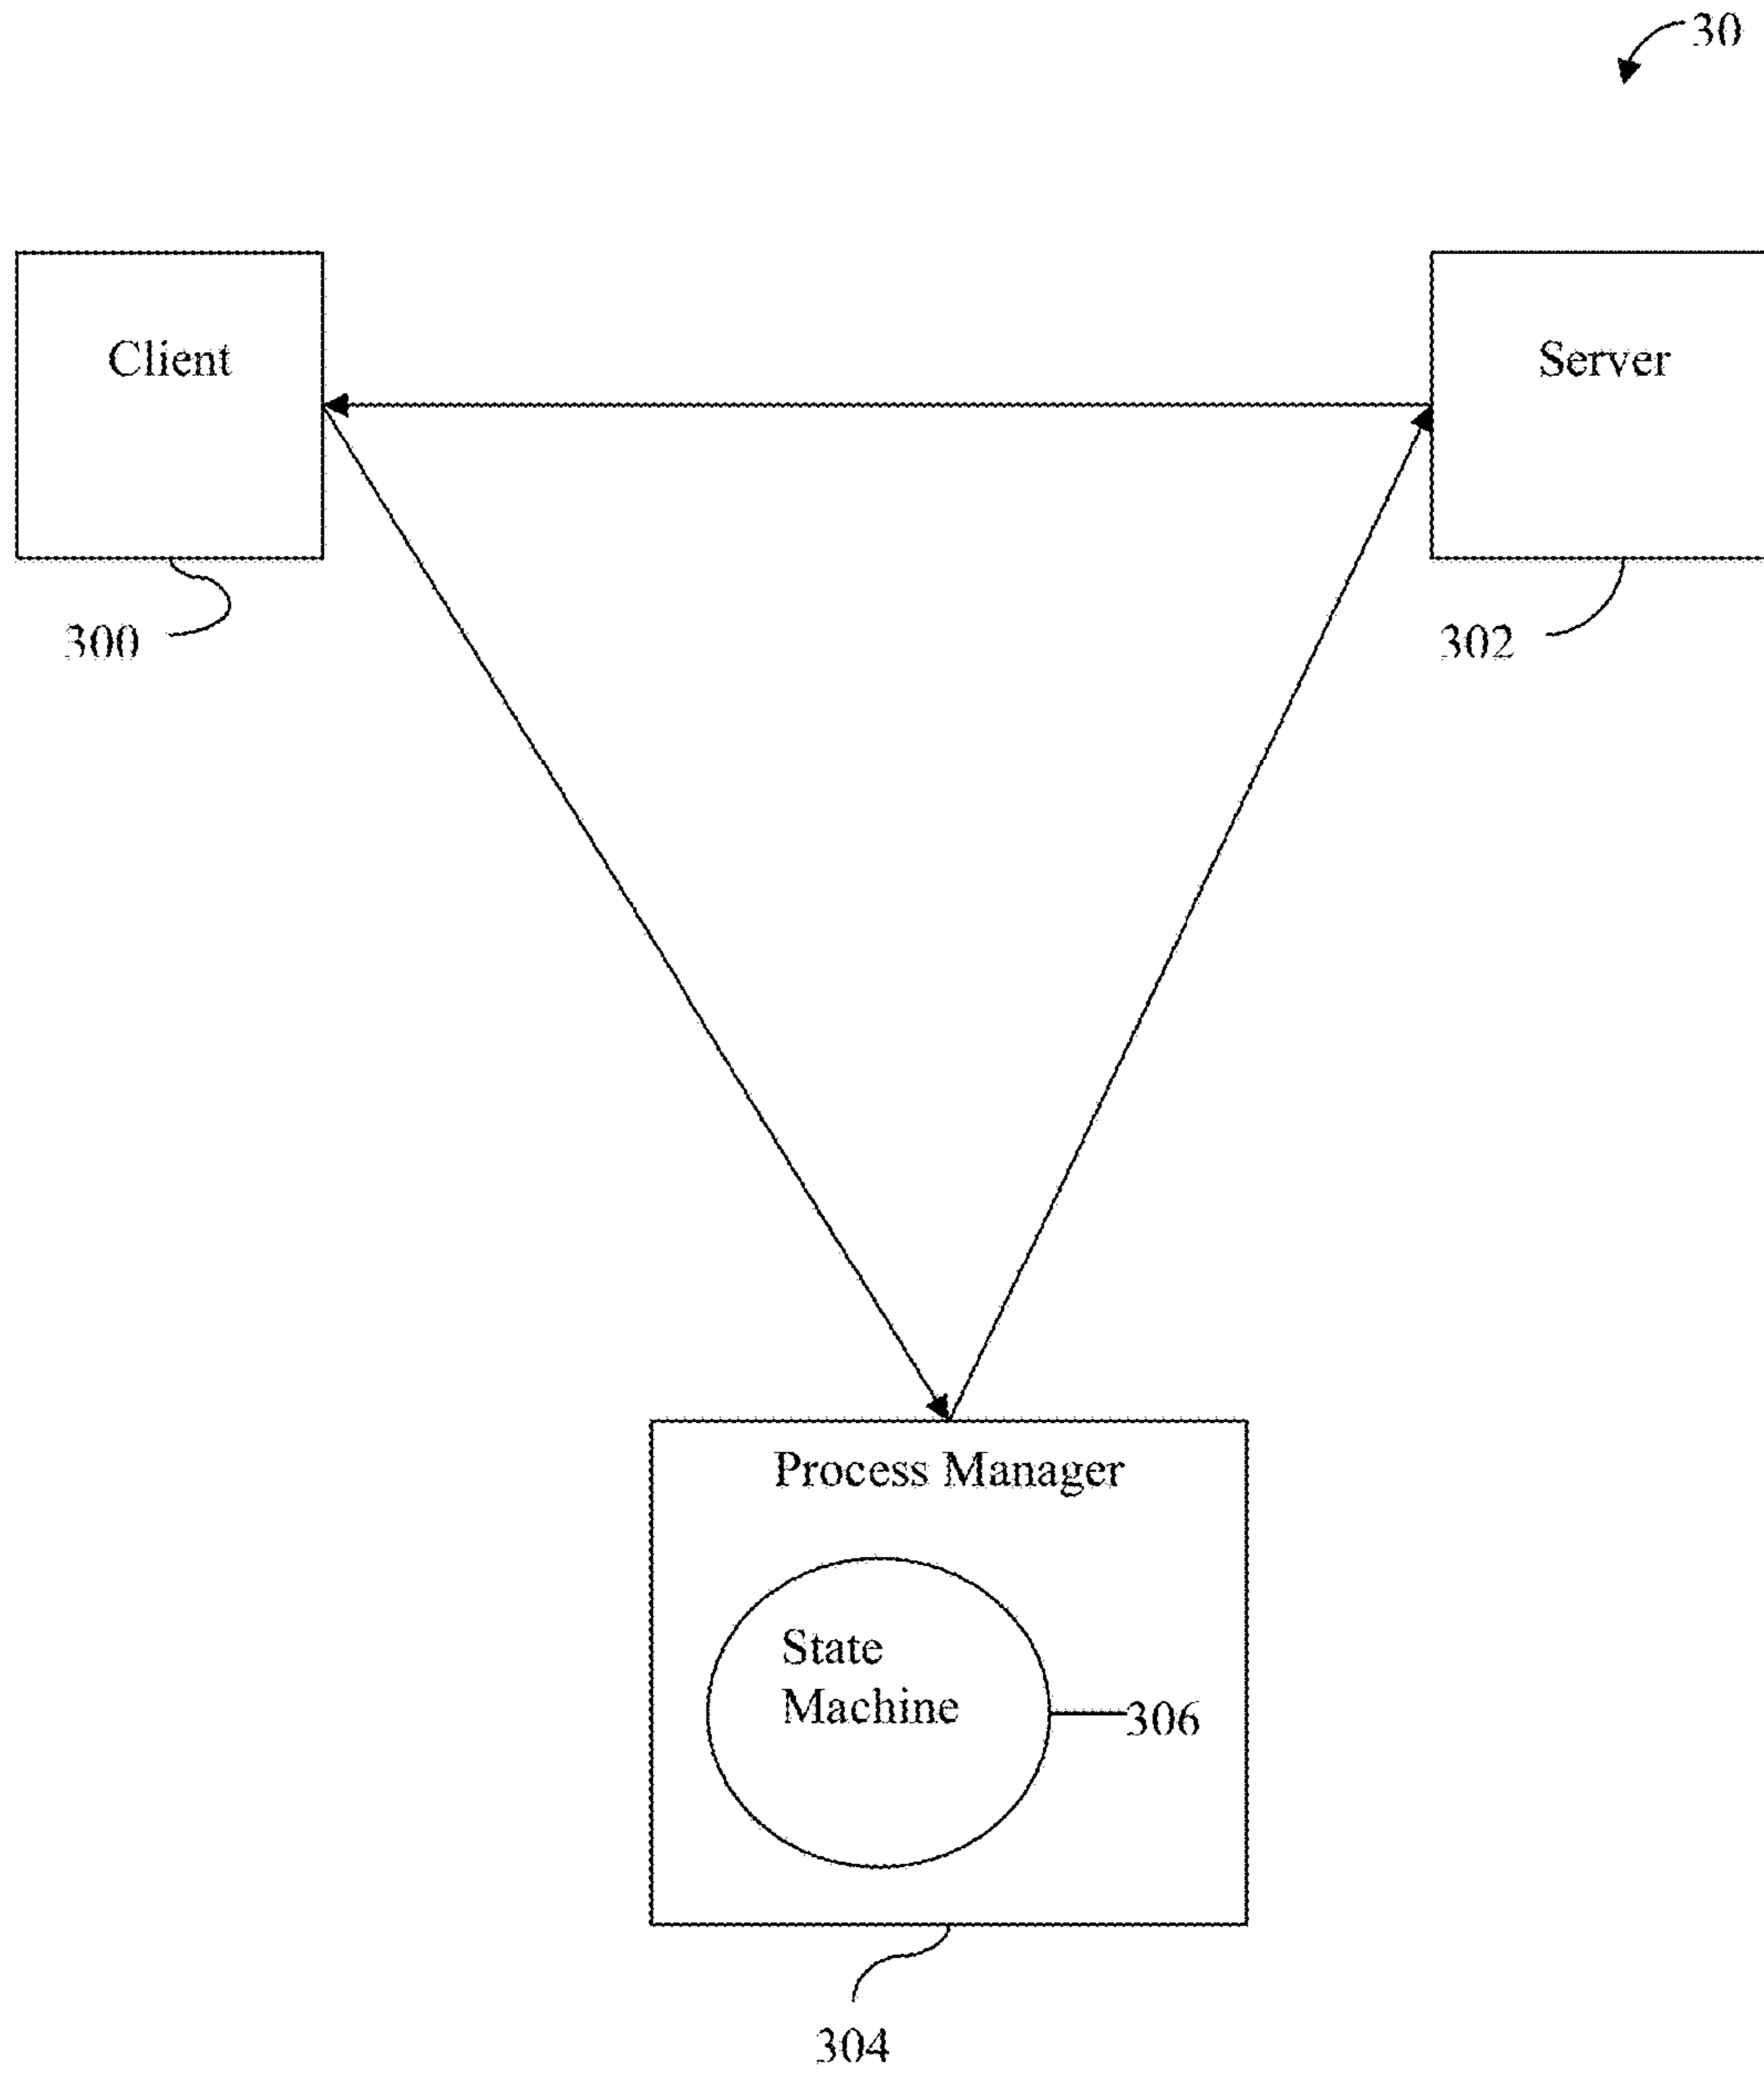 30
Client
Server
300
302
Process Manager
State
Machine
306
304